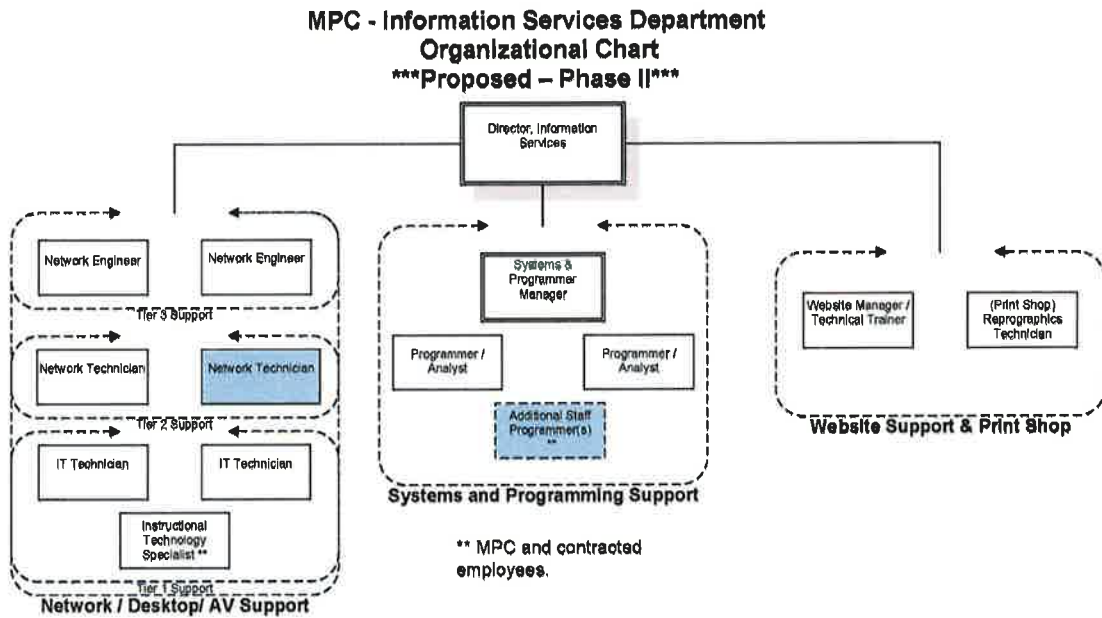 MPC - Information Services Department
Organizational Chart
***Proposed – Phase II***
Director, Information
Services
Network Engineer
Network Engineer
Tier 3 Support
Network Technician
Network Technician
Tier 2 Support
IT Technician
IT Technician
Instructional
Technology
Specialist **
Tier 1 Support
Network / Desktop/ AV Support
Systems &
Programmer
Manager
Programmer /
Analyst
Programmer /
Analyst
Additional Staff
Programmer(s)
**
Systems and Programming Support
** MPC and contracted
employees.
Website Manager /
Technical Trainer
(Print Shop)
Reprographics
Technician
Website Support & Print Shop